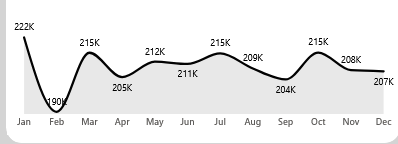 222K
215K
215K
215K
212K
209K
208K
211K
207K
205K
204K
190K
Jan Feb Mar Apr May Jun Jul Aug Sep Oct Nov Dec